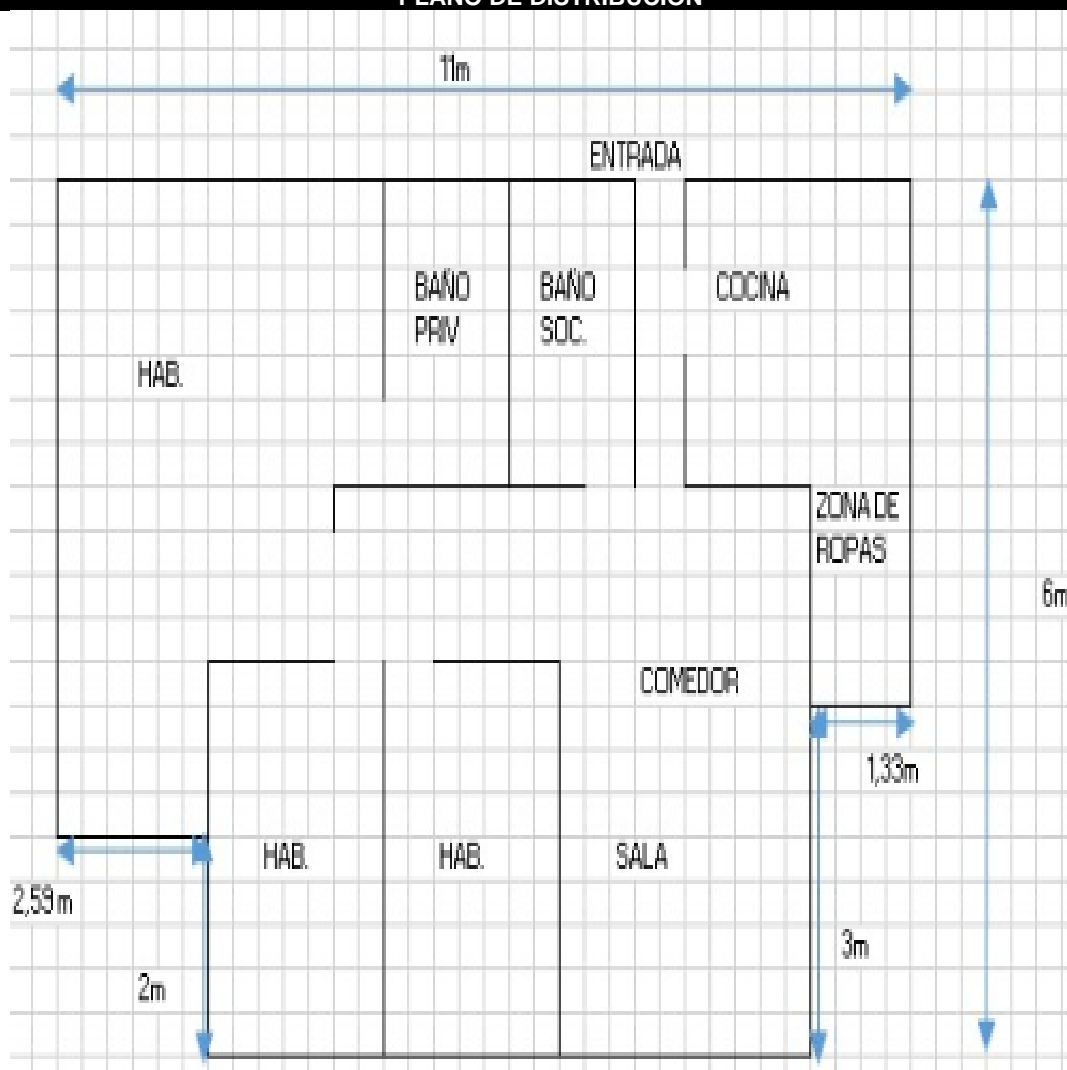 PLANO DE DISTRIBUCIÓN
11m
ENTRADA
BAÑO
PRIV
BAÑO
SOC.
COCINA
HAB.
ZONA DE
ROPAS
6m
COMEDOR
1,33m
HAB.
HAB.
SALA
2,59m
3m
2m